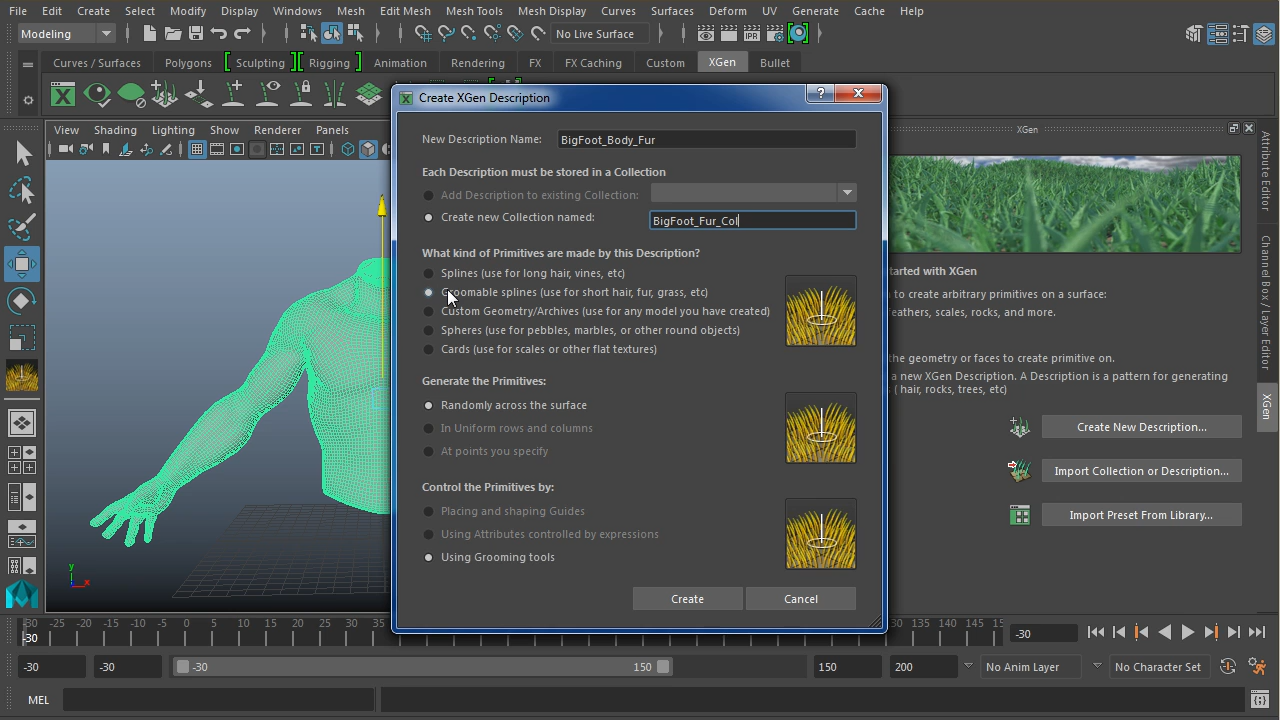 File Edit Create Select Modify Display Windows Mesh Edit Mesh Mesh Tools Mesh Display Curves Surfaces Deform UV Generate Cache Help
Modeling No Live Surface IPR
Curves / Surfaces Polygons Sculpting Rigging Animation Rendering FX FX Caching Custom XGen Bullet
Create XGen Description
View Shading Lighting Show Renderer Panels
XGen
New Description Name: BigFoot_Body_Fur
Each Description must be stored in a Collection
Add Description to existing Collection:
Create new Collection named: BigFoot_Fur_Col
What kind of Primitives are made by this Description?
Splines (use for long hair, vines, etc)
Groomable splines (use for short hair, fur, grass, etc)
Custom Geometry/Archives (use for any model you have created)
Spheres (use for pebbles, marbles, or other round objects)
Cards (use for scales or other flat textures)
Generate the Primitives:
Randomly across the surface
In Uniform rows and columns
At points you specify
Control the Primitives by:
Placing and shaping Guides
Using Attributes controlled by expressions
Using Grooming tools
Create Cancel
tarted with XGen
to create arbitrary primitives on a surface:
eathers, scales, rocks, and more.
the geometry or faces to create primitive on.
a new XGen Description. A Description is a pattern for generating
( hair, rocks, trees, etc)
Create New Description...
Import Collection or Description...
Import Preset From Library...
Attribute Editor
Channel Box / Layer Editor
XGen
y
x
-30 -25 -20 -15 -10 -5 0 5 10 15 20 25 30 35 30 135 140 145 15
-30 -30
-30 -30 -30 150 150 200 No Anim Layer No Character Set
MEL